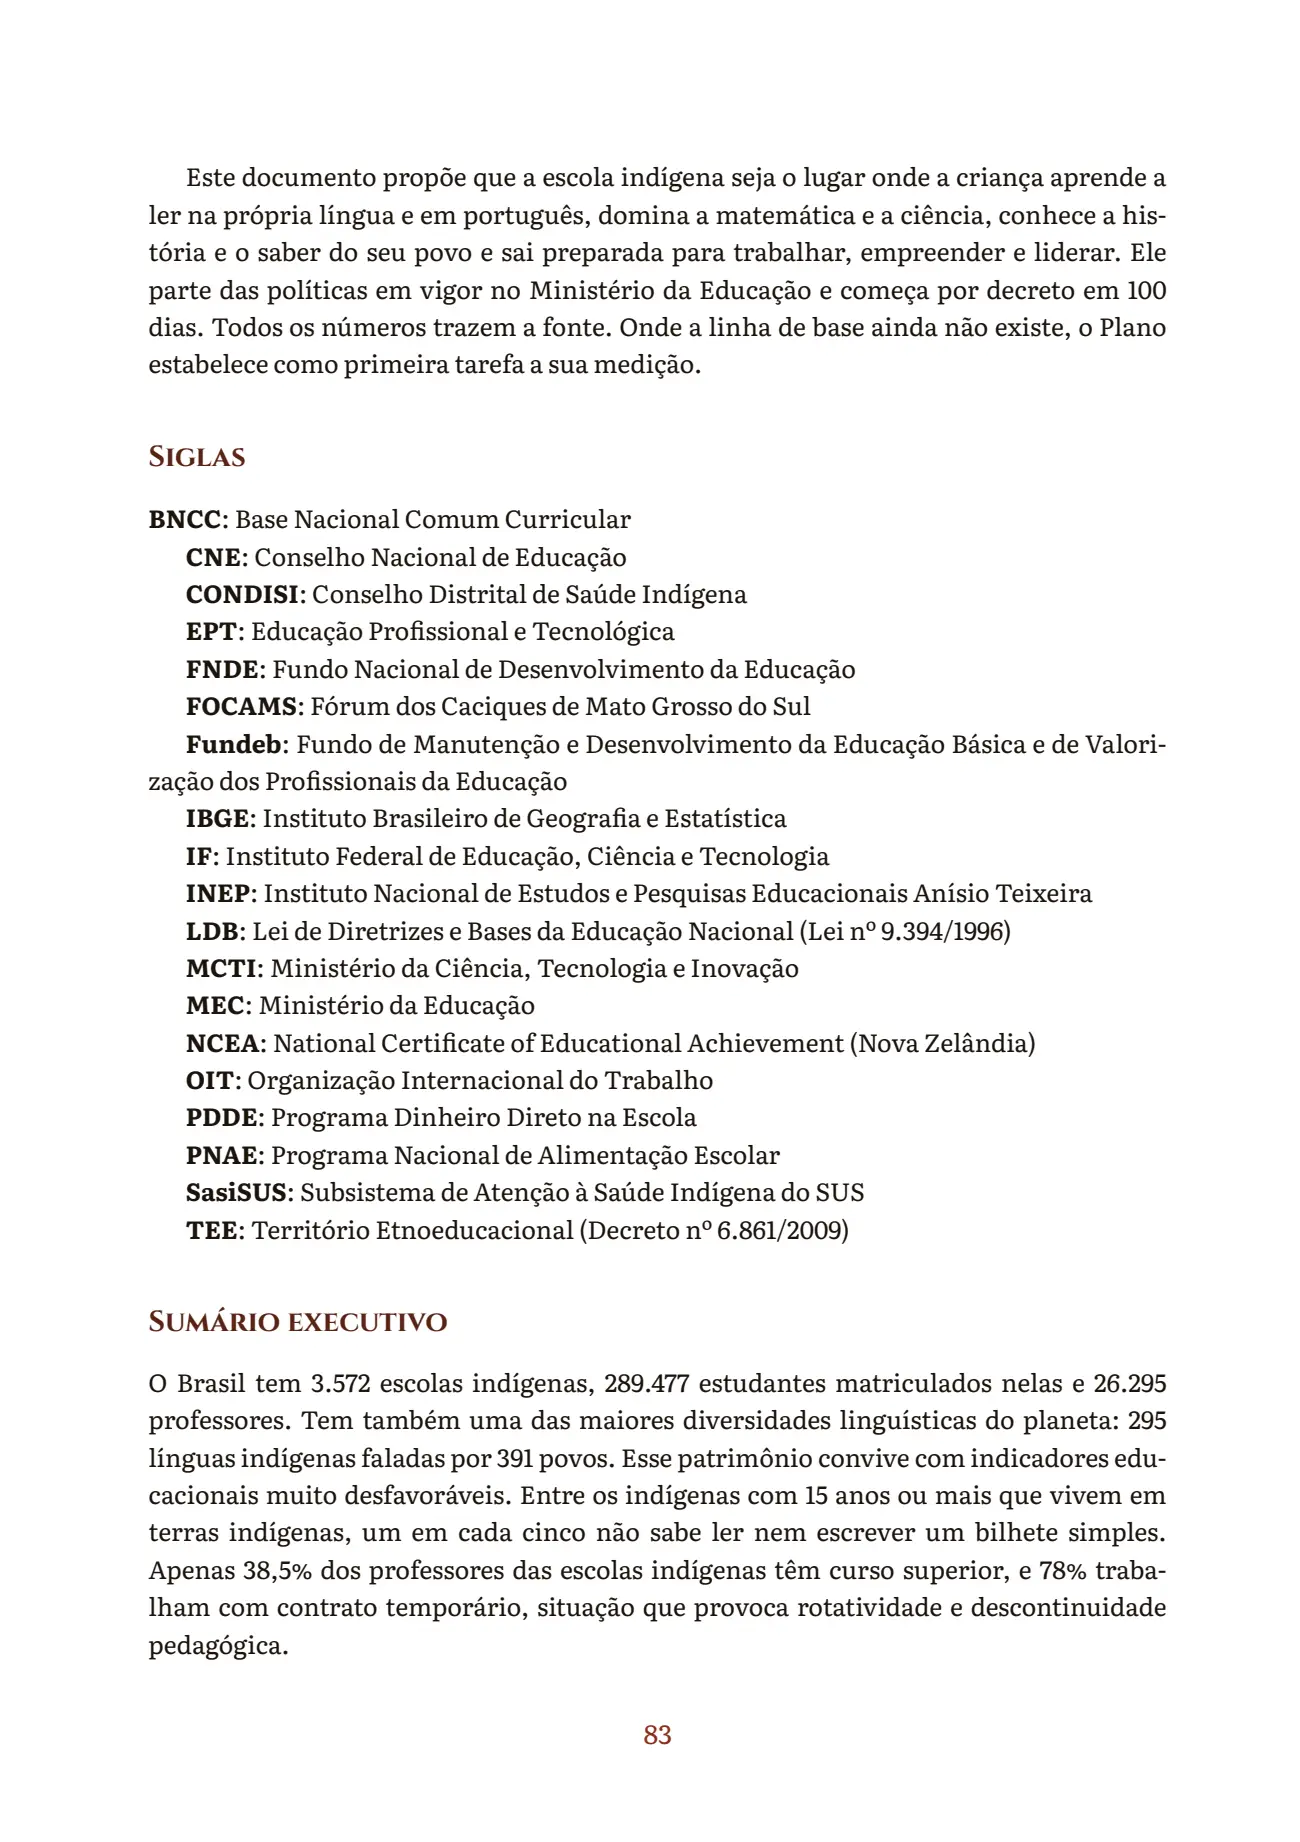 Este documento propõe que a escola indígena seja o lugar onde a criança aprende a
ler na própria língua e em português, domina a matemática e a ciência, conhece a his-
tória e o saber do seu povo e sai preparada para trabalhar, empreender e liderar. Ele
parte das políticas em vigor no Ministério da Educação e começa por decreto em 100
dias. Todos os números trazem a fonte. Onde a linha de base ainda não existe, o Plano
estabelece como primeira tarefa a sua medição.
Siglas
BNCC: Base Nacional Comum Curricular
CNE: Conselho Nacional de Educação
CONDISI: Conselho Distrital de Saúde Indígena
EPT: Educação Profissional e Tecnológica
FNDE: Fundo Nacional de Desenvolvimento da Educação
FOCAMS: Fórum dos Caciques de Mato Grosso do Sul
Fundeb: Fundo de Manutenção e Desenvolvimento da Educação Básica e de Valori-
zação dos Profissionais da Educação
IBGE: Instituto Brasileiro de Geografia e Estatística
IF: Instituto Federal de Educação, Ciência e Tecnologia
INEP: Instituto Nacional de Estudos e Pesquisas Educacionais Anísio Teixeira
LDB: Lei de Diretrizes e Bases da Educação Nacional (Lei nº 9.394/1996)
MCTI: Ministério da Ciência, Tecnologia e Inovação
MEC: Ministério da Educação
NCEA: National Certificate of Educational Achievement (Nova Zelândia)
OIT: Organização Internacional do Trabalho
PDDE: Programa Dinheiro Direto na Escola
PNAE: Programa Nacional de Alimentação Escolar
SasiSUS: Subsistema de Atenção à Saúde Indígena do SUS
TEE: Território Etnoeducacional (Decreto nº 6.861/2009)
Sumário executivo
O Brasil tem 3.572 escolas indígenas, 289.477 estudantes matriculados nelas e 26.295
professores. Tem também uma das maiores diversidades linguísticas do planeta: 295
línguas indígenas faladas por 391 povos. Esse patrimônio convive com indicadores edu-
cacionais muito desfavoráveis. Entre os indígenas com 15 anos ou mais que vivem em
terras indígenas, um em cada cinco não sabe ler nem escrever um bilhete simples.
Apenas 38,5% dos professores das escolas indígenas têm curso superior, e 78% traba-
lham com contrato temporário, situação que provoca rotatividade e descontinuidade
pedagógica.
83